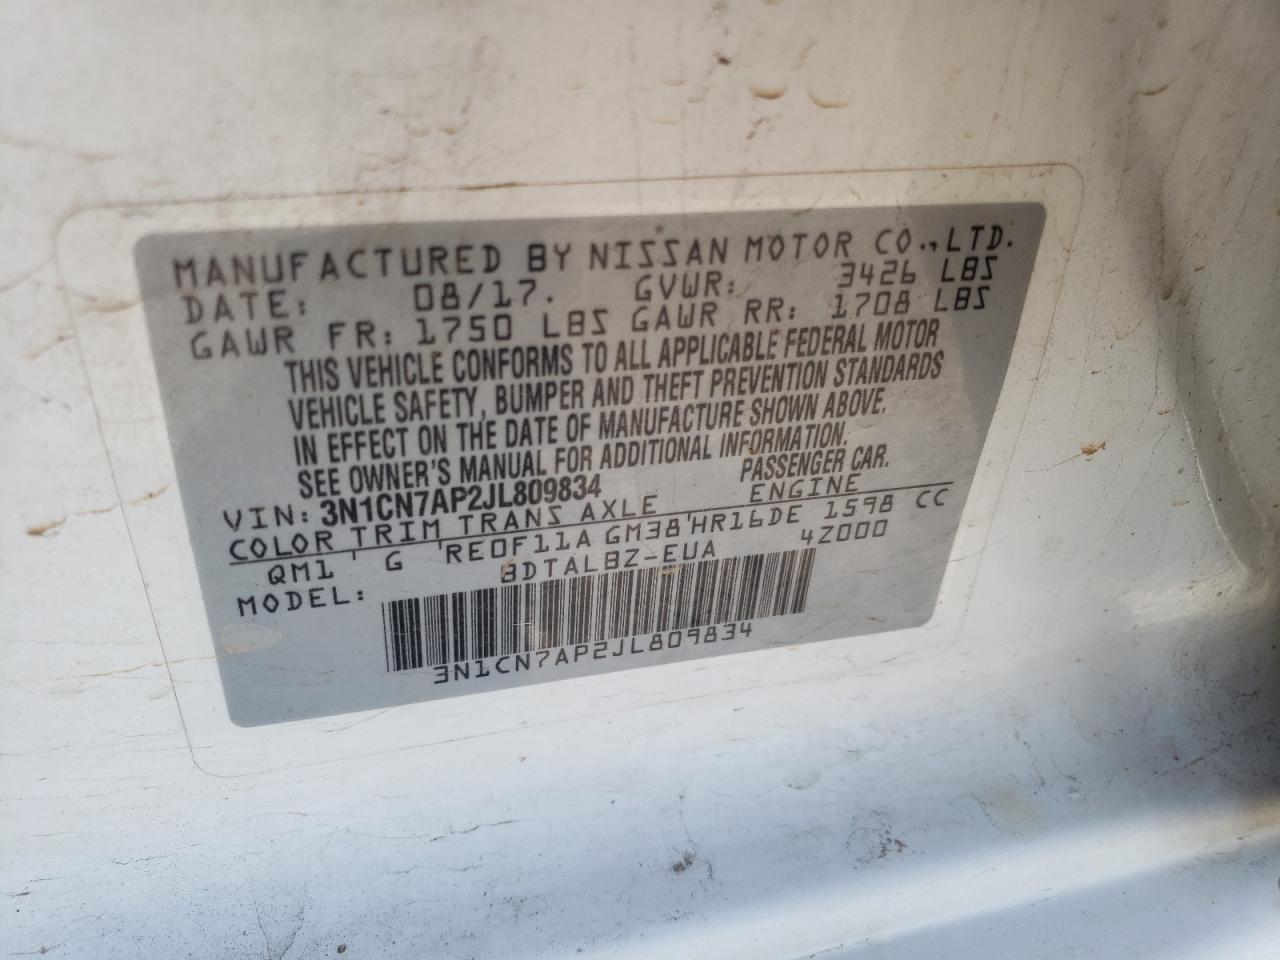 MANUFACTURED BY NISSAN MOTOR CO.,LTD.
DATE: 08/17. GVWR: 3426 LBS
GAWR FR: 1750 LBS GAWR RR: 1708 LBS
THIS VEHICLE CONFORMS TO ALL APPLICABLE FEDERAL MOTOR
VEHICLE SAFETY, BUMPER AND THEFT PREVENTION STANDARDS
IN EFFECT ON THE DATE OF MANUFACTURE SHOWN ABOVE.
SEE OWNER'S MANUAL FOR ADDITIONAL INFORMATION.
VIN: 3N1CN7AP2JL809834 PASSENGER CAR.
COLOR TRIM TRANS AXLE ENGINE
QM1 ' G 'RE0F11A GM38'HR16DE 1598 CC
MODEL: BDTALBZ-EUA 4Z000
3N1CN7AP2JL809834